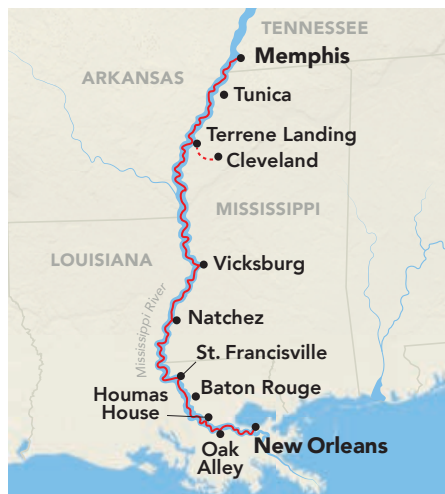 TENNESSEE
Memphis
ARKANSAS
Tunica
Terrene Landing
Cleveland
MISSISSIPPI
LOUISIANA
Vicksburg
Mississippi River
Natchez
St. Francisville
Baton Rouge
Houmas
House
Oak
Alley
New Orleans